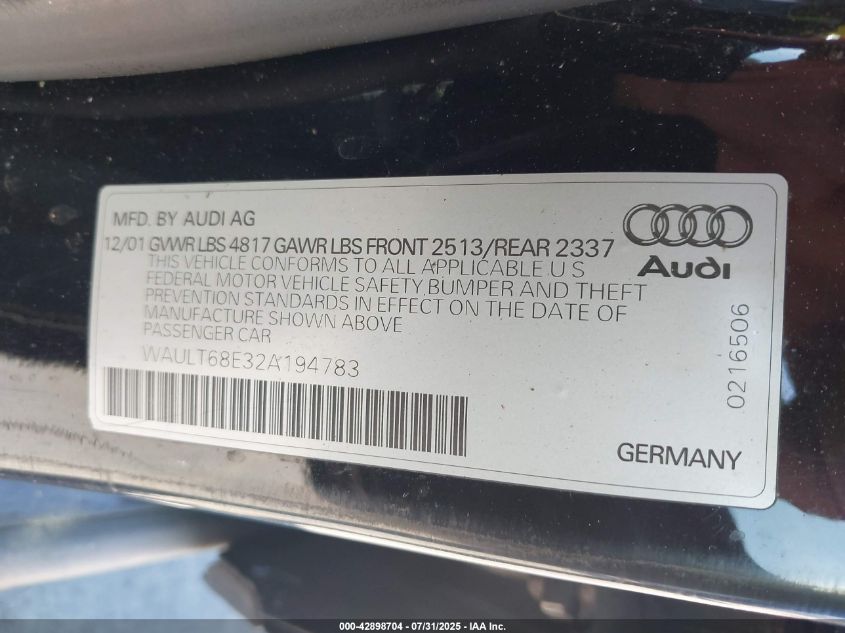 MFD. BY AUDI AG
12/01 GVWR LBS 4817 GAWR LBS FRONT 2513/REAR 2337
THIS VEHICLE CONFORMS TO ALL APPLICABLE U S
FEDERAL MOTOR VEHICLE SAFETY BUMPER AND THEFT
PREVENTION STANDARDS IN EFFECT ON THE DATE OF
MANUFACTURE SHOWN ABOVE
PASSENGER CAR
WAULT68E32A194783
Audi
0216506
GERMANY
000-42898704 - 07/31/2025 - IAA Inc.